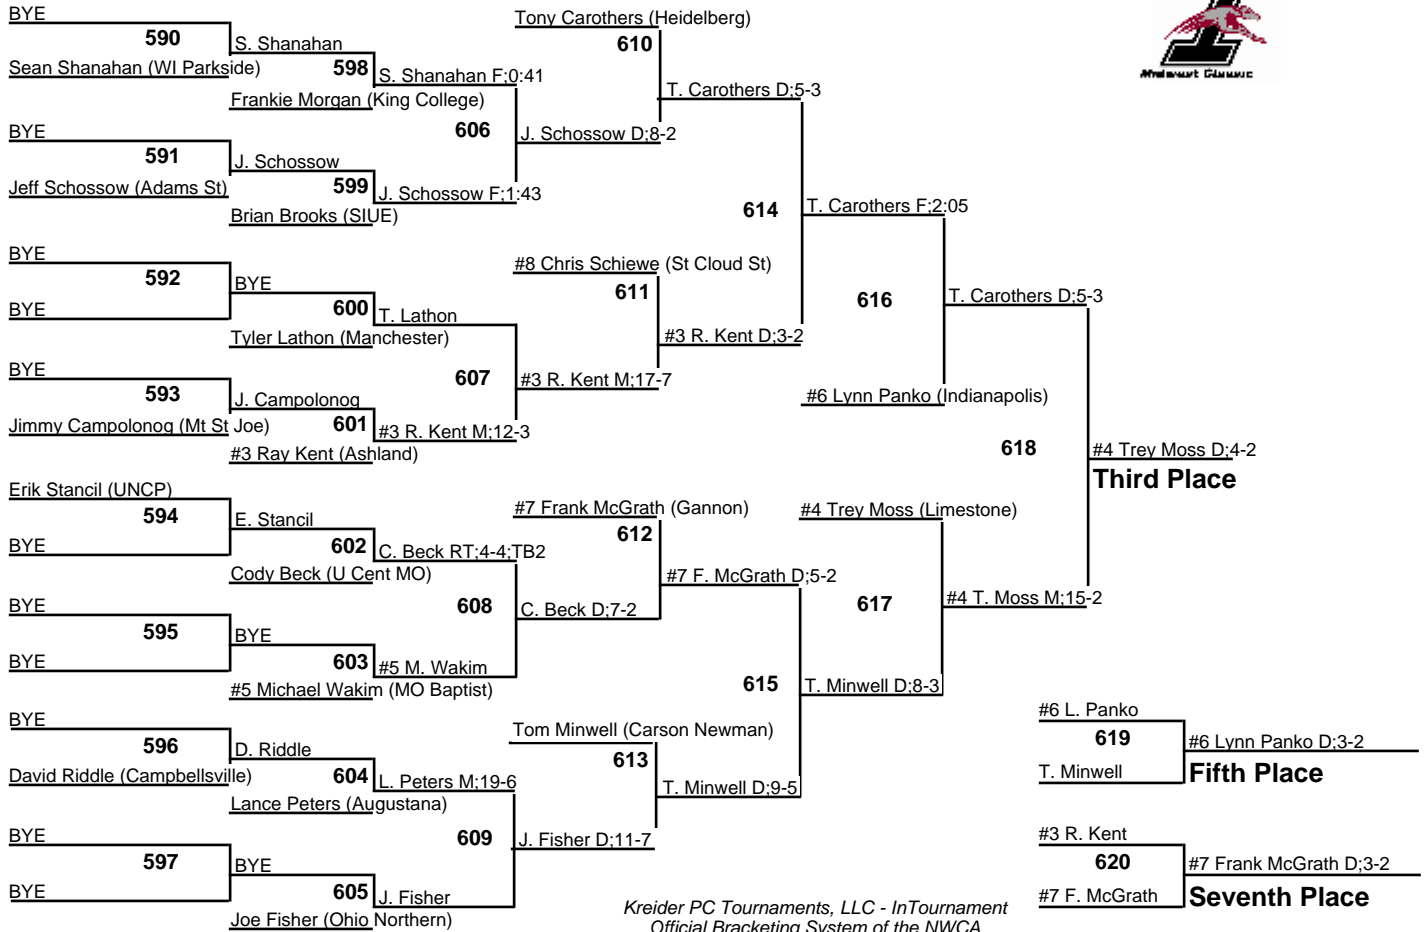 BYE
590
Sean Shanahan (WI Parkside)
S. Shanahan
598
Frankie Morgan (King College)
S. Shanahan F;0:41
BYE
591
Jeff Schossow (Adams St)
J. Schossow
599
Brian Brooks (SIUE)
J. Schossow F;1:43
606
J. Schossow D;8-2
Tony Carothers (Heidelberg)
610
T. Carothers D;5-3
BYE
592
BYE
BYE
600
Tyler Lathon (Manchester)
T. Lathon
BYE
593
Jimmy Campolonog (Mt St Joe)
J. Campolonog
601
#3 Ray Kent (Ashland)
#3 R. Kent M;12-3
607
#3 R. Kent M;17-7
#8 Chris Schiewe (St Cloud St)
611
#3 R. Kent D;3-2
614
T. Carothers F;2:05
616
#6 Lynn Panko (Indianapolis)
T. Carothers D;5-3
Erik Stancil (UNCP)
594
BYE
E. Stancil
602
Cody Beck (U Cent MO)
C. Beck RT;4-4;TB2
BYE
595
BYE
BYE
603
#5 Michael Wakim (MO Baptist)
#5 M. Wakim
608
C. Beck D;7-2
#7 Frank McGrath (Gannon)
612
#7 F. McGrath D;5-2
BYE
596
David Riddle (Campbellsville)
D. Riddle
604
Lance Peters (Augustana)
L. Peters M;19-6
BYE
597
BYE
BYE
605
Joe Fisher (Ohio Northern)
J. Fisher
609
J. Fisher D;11-7
Tom Minwell (Carson Newman)
613
T. Minwell D;9-5
615
T. Minwell D;8-3
#4 Trey Moss (Limestone)
617
#4 T. Moss M;15-2
618
#4 Trey Moss D;4-2
Third Place
#6 L. Panko
619
T. Minwell
#6 Lynn Panko D;3-2
Fifth Place
#3 R. Kent
620
#7 F. McGrath
#7 Frank McGrath D;3-2
Seventh Place
Midwest Classic
Kreider PC Tournaments, LLC - InTournament
Official Bracketing System of the NWCA